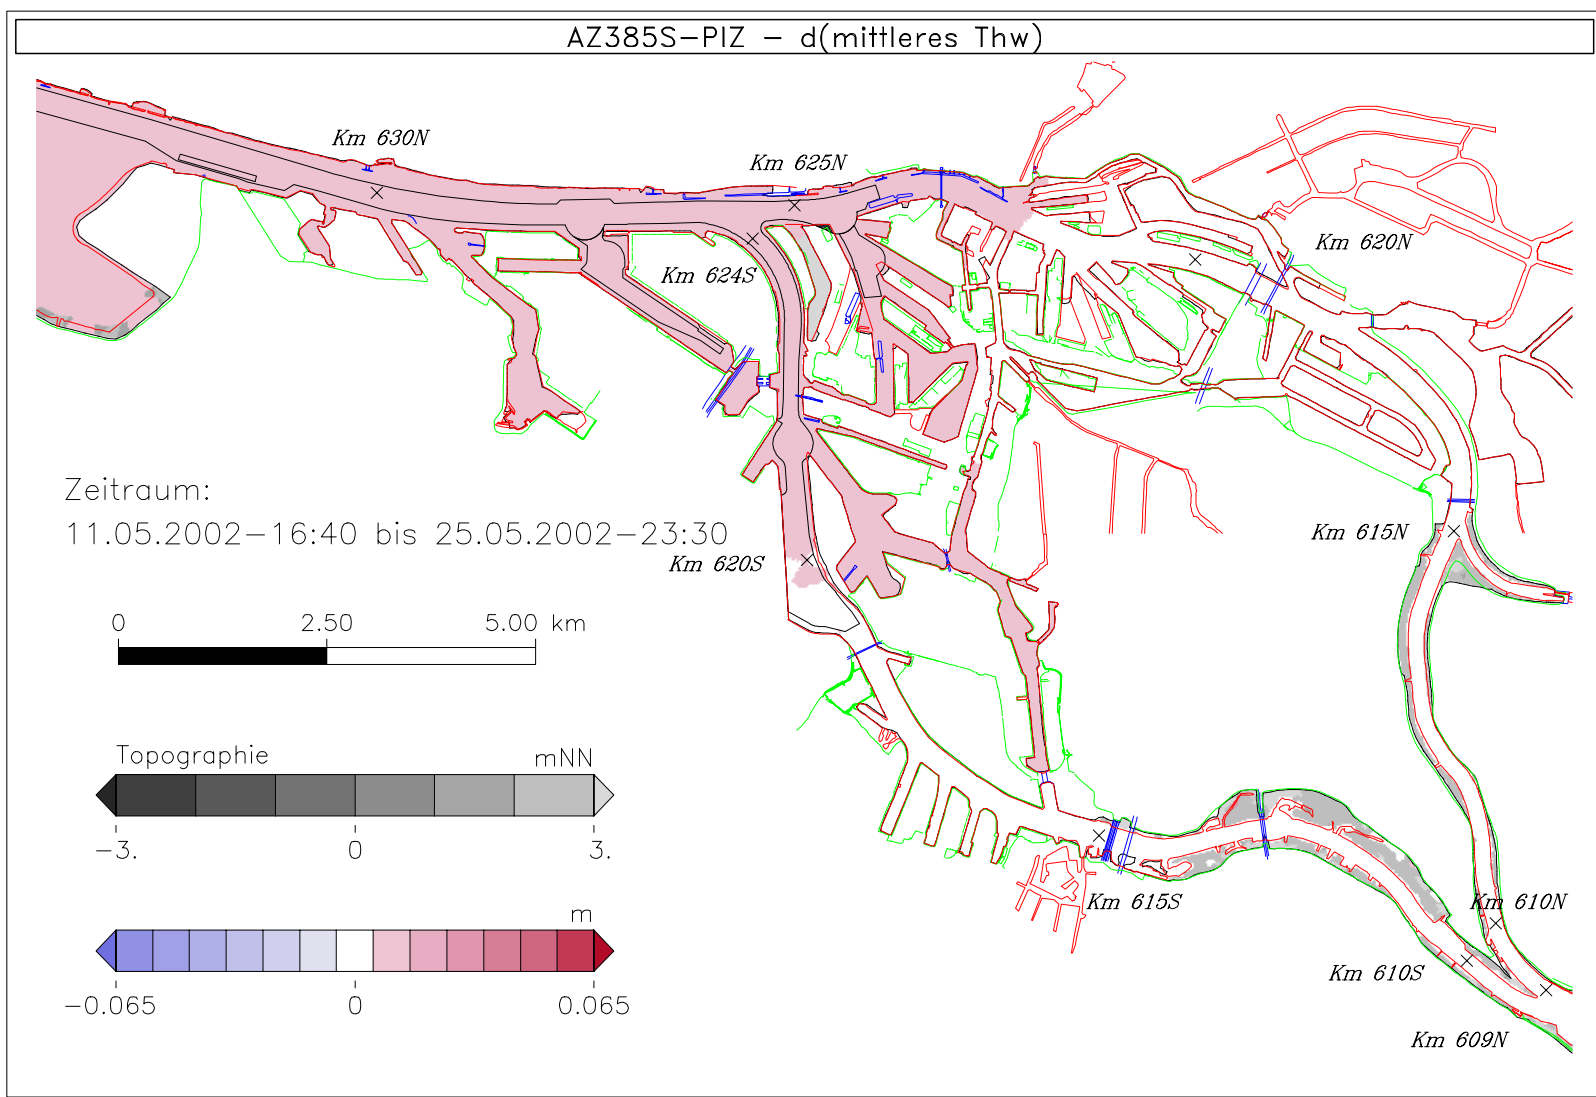 AZ385S-PIZ - d(mittleres Thw)
Km 630N
Km 625N
Km 620N
Km 624S
Zeitraum:
11.05.2002-16:40 bis 25.05.2002-23:30
Km 615N
Km 620S
0 2.50 5.00 km
Topographie mNN
-3. 0 3.
Km 615S
Km 610N
m
Km 610S
-0.065 0 0.065
Km 609N